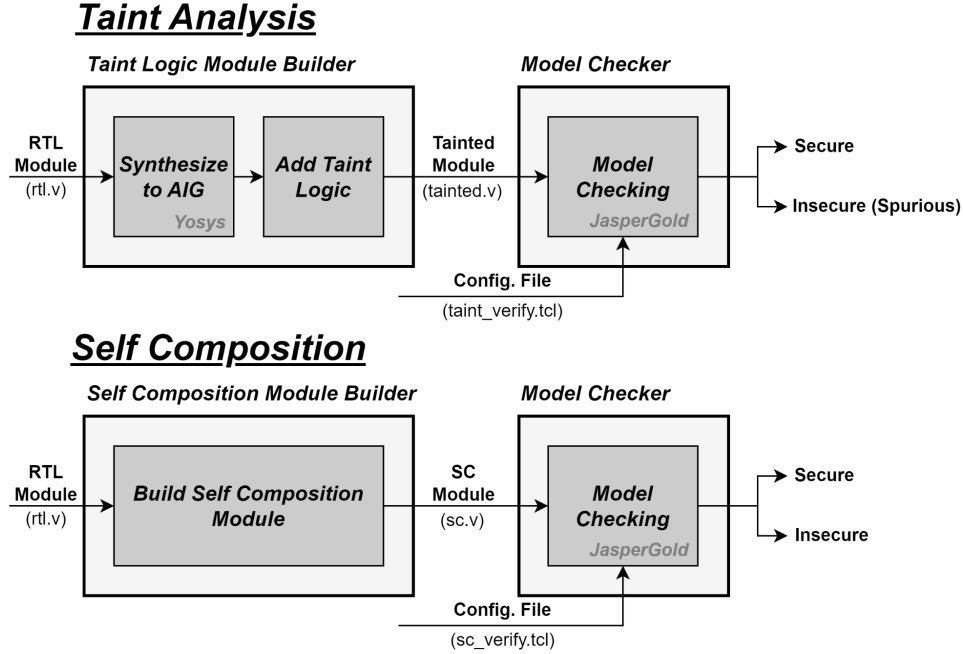 Taint Analysis
Taint Logic Module Builder
Model Checker
RTL
Module
(rtl.v)
Synthesize
to AIG
Yosys
Add Taint
Logic
Tainted
Module
(tainted.v)
Model
Checking
JasperGold
Secure
Insecure (Spurious)
Config. File
(taint_verify.tcl)
Self Composition
Self Composition Module Builder
Model Checker
RTL
Module
(rtl.v)
Build Self Composition
Module
SC
Module
(sc.v)
Model
Checking
JasperGold
Secure
Insecure
Config. File
(sc_verify.tcl)